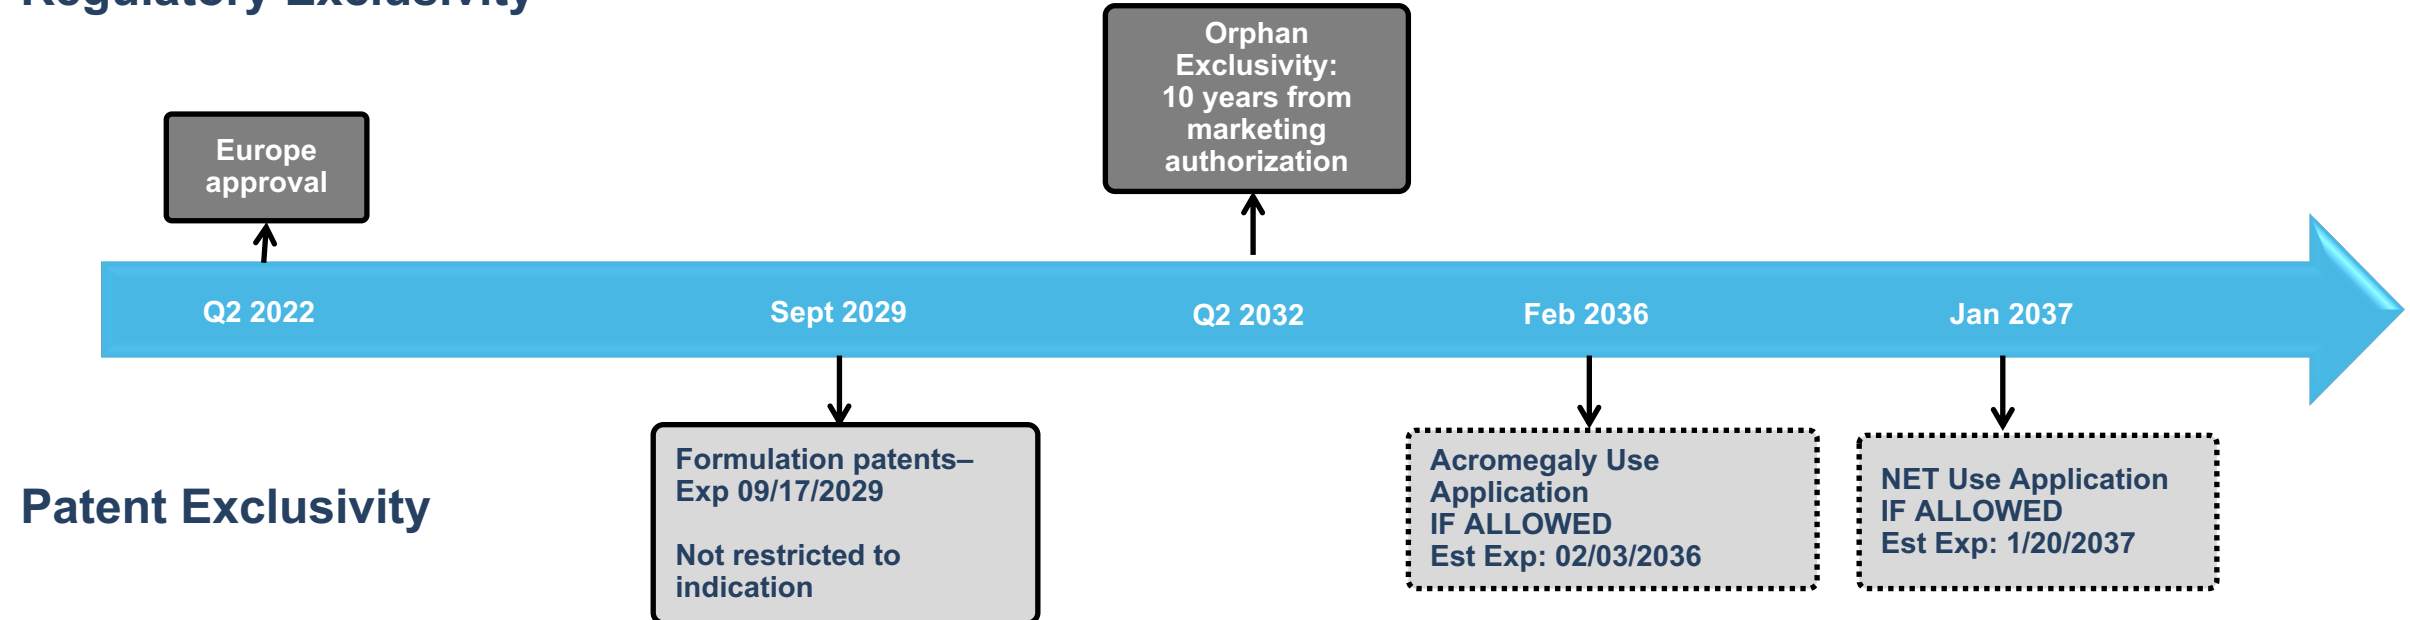 Regulatory Exclusivity
Orphan
Exclusivity:
10 years from
marketing
authorization
Europe
approval
Q2 2022
Sept 2029
Q2 2032
Feb 2036
Jan 2037
Patent Exclusivity
Formulation patents–
Exp 09/17/2029
Not restricted to
indication
Acromegaly Use
Application
IF ALLOWED
Est Exp: 02/03/2036
NET Use Application
IF ALLOWED
Est Exp: 1/20/2037